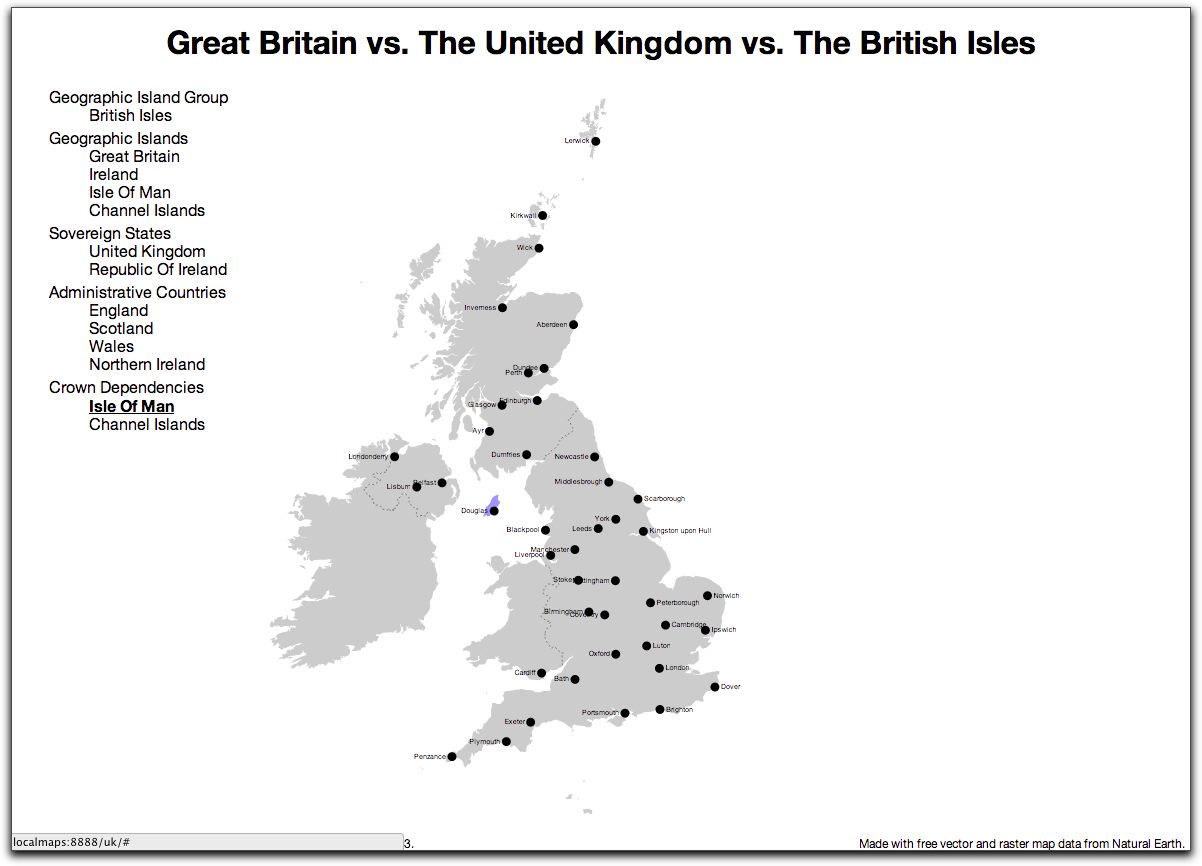 Great Britain vs. The United Kingdom vs. The British Isles
Geographic Island Group
British Isles
Geographic Islands
Great Britain
Ireland
Isle Of Man
Channel Islands
Sovereign States
United Kingdom
Republic Of Ireland
Administrative Countries
England
Scotland
Wales
Northern Ireland
Crown Dependencies
Isle Of Man
Channel Islands
Lerwick
Kirkwall
Wick
Inverness
Aberdeen
Dundee
Perth
Edinburgh
Glasgow
Ayr
Dumfries
Londonderry
Newcastle
Belfast
Lisburn
Middlesbrough
Scarborough
Douglas
York
Blackpool
Leeds
Kingston upon Hull
Manchester
Liverpool
Stoke
ttingham
Norwich
Peterborough
Birmingham
Coventry
Cambridge
Ipswich
Luton
Oxford
London
Cardiff
Bath
Dover
Brighton
Portsmouth
Exeter
Plymouth
Penzance
localmaps:8888/uk/#
3.
Made with free vector and raster map data from Natural Earth.